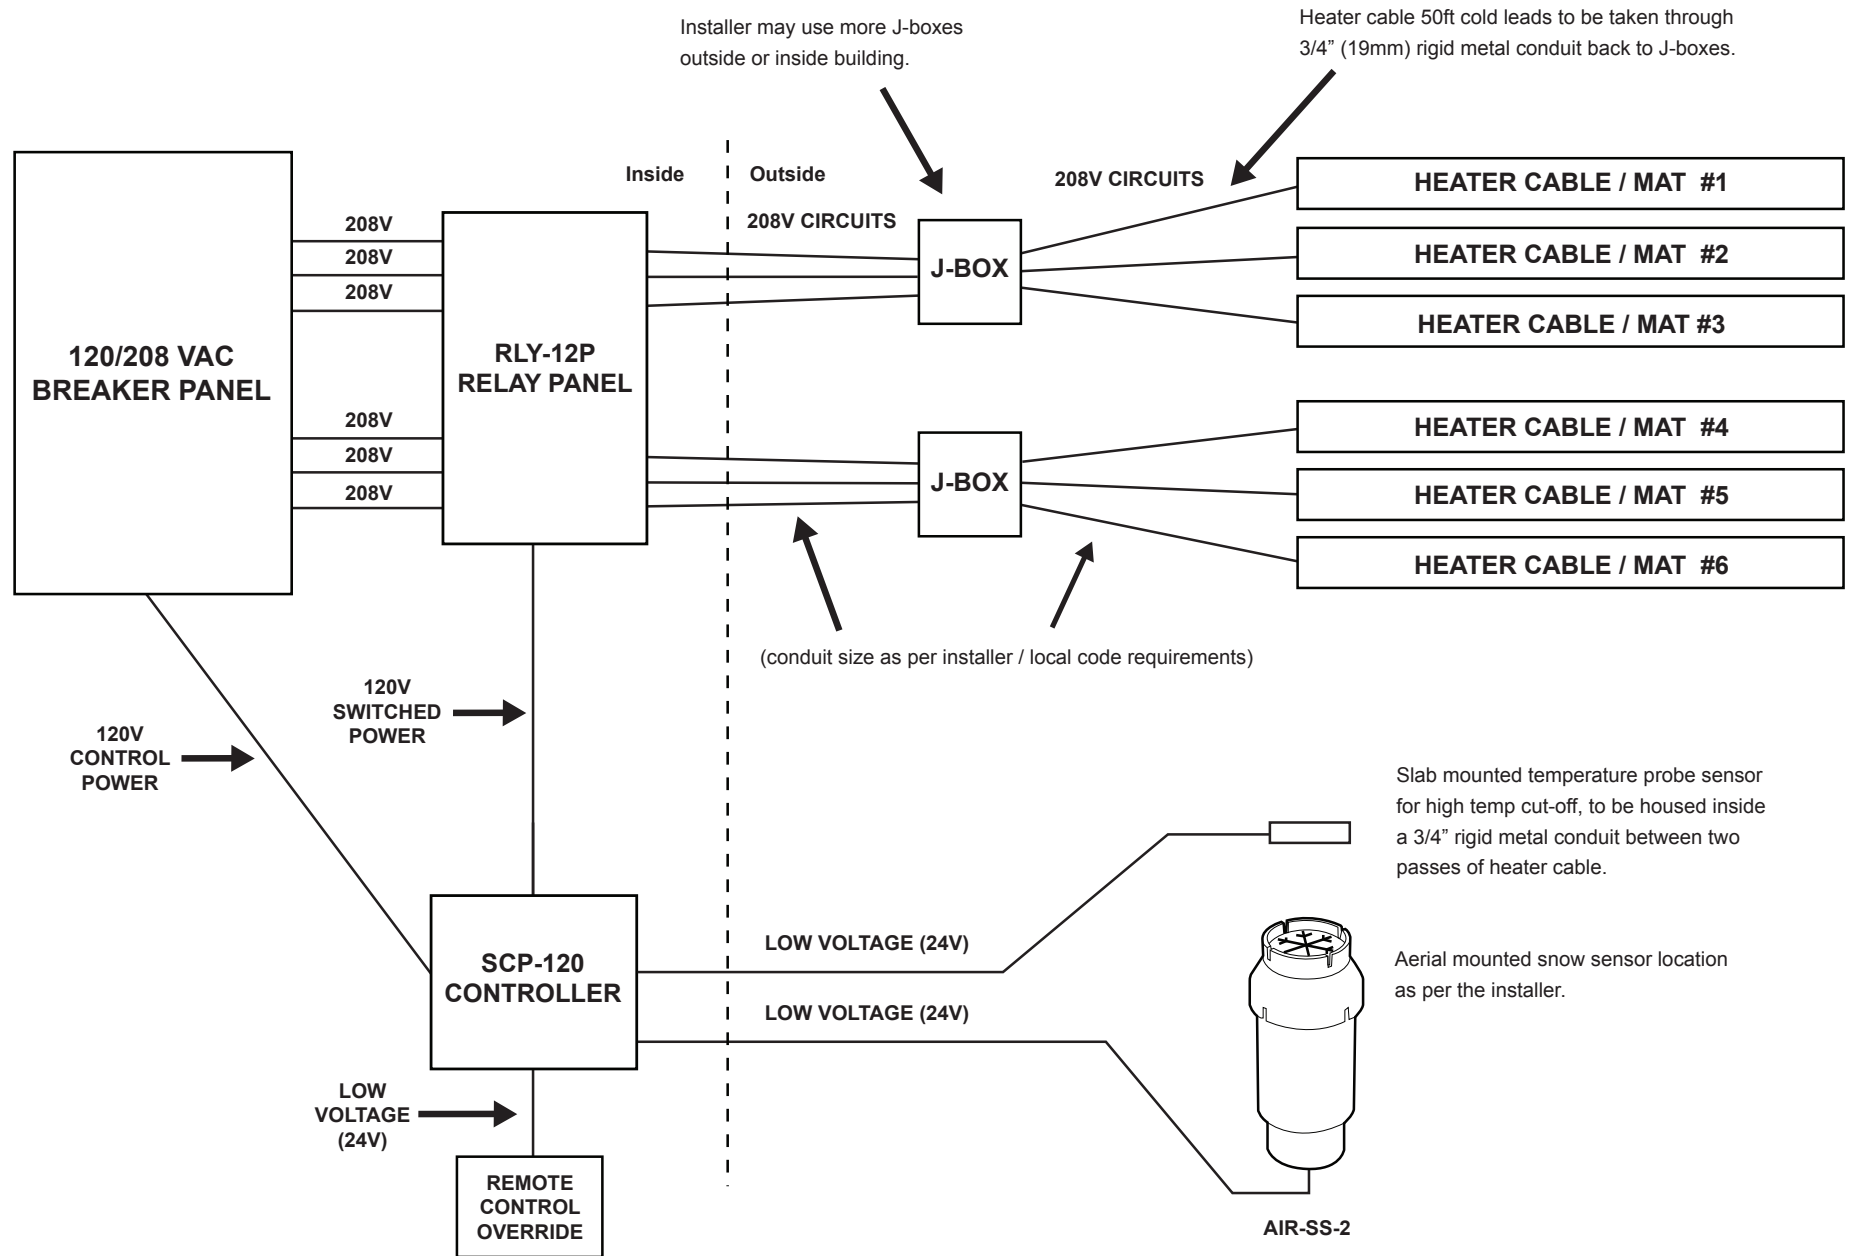 Installer may use more J-boxes
outside or inside building.
Heater cable 50ft cold leads to be taken through
3/4” (19mm) rigid metal conduit back to J-boxes.
Inside
Outside
208V CIRCUITS
208V CIRCUITS
120/208 VAC
BREAKER PANEL
208V
208V
208V
208V
208V
208V
RLY-12P
RELAY PANEL
J-BOX
J-BOX
HEATER CABLE / MAT #1
HEATER CABLE / MAT #2
HEATER CABLE / MAT #3
HEATER CABLE / MAT #4
HEATER CABLE / MAT #5
HEATER CABLE / MAT #6
(conduit size as per installer / local code requirements)
120V
SWITCHED
POWER
120V
CONTROL
POWER
Slab mounted temperature probe sensor
for high temp cut-off, to be housed inside
a 3/4” rigid metal conduit between two
passes of heater cable.
SCP-120
CONTROLLER
LOW VOLTAGE (24V)
LOW VOLTAGE (24V)
Aerial mounted snow sensor location
as per the installer.
LOW
VOLTAGE
(24V)
REMOTE
CONTROL
OVERRIDE
AIR-SS-2